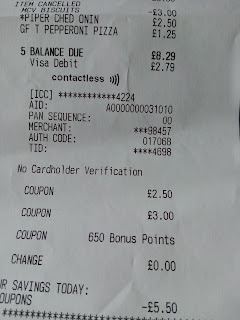 ITEM CANCELLED
MCV BISCUITS -£3.00
*PIPER CHED ONIN £2.50
GF T PEPPERONI PIZZA £1.25
5 BALANCE DUE £8.29
Visa Debit £2.79
contactless
[ICC] ************4224
AID: A0000000031010
PAN SEQUENCE: 00
MERCHANT: ***98457
AUTH CODE: 017068
TID: ****4698
No Cardholder Verification
COUPON £2.50
COUPON £3.00
COUPON 650 Bonus Points
CHANGE £0.00
UR SAVINGS TODAY:
OUPONS -£5.50